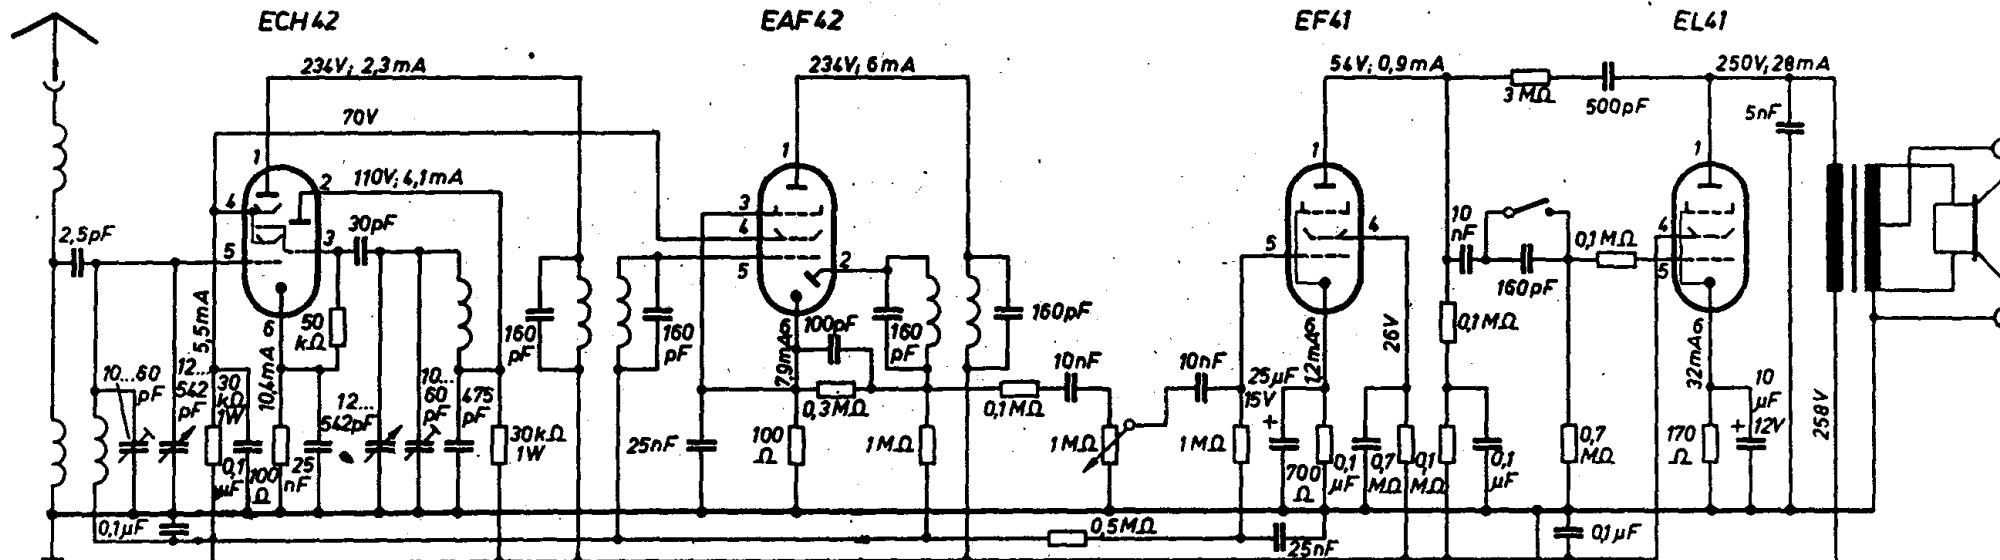 ECH42
EAF42
EF41
EL41
234V; 2,3mA
234V; 6mA
54V; 0,9mA
250V; 28mA
3MΩ
500pF
5nF
70V
1
1
1
1
110V; 4,1mA
2
4
3
4
4
4
30pF
3
10
nF
0,1MΩ
2,5pF
5
5
2
5
5
160pF
5,5mA
6
50
kΩ
160
pF
160
pF
6
100pF
160
pF
160pF
6
0,1MΩ
6
10,4mA
7,9mA
1,2mA
26V
32mA
258V
10...60
pF
12...
542
pF
30
kΩ
1W
12...
542pF
10...
60
pF
475
pF
30kΩ
1W
0,3MΩ
0,1MΩ
10nF
10nF
25µF
15V
+
10
µF
12V
+
0,1
µF
100
Ω
25
nF
25nF
100
Ω
1MΩ
1MΩ
1MΩ
700
Ω
0,1
µF
0,7
MΩ
0,1
MΩ
0,1
µF
0,7
MΩ
170
Ω
0,1µF
0,5MΩ
25nF
0,1µF